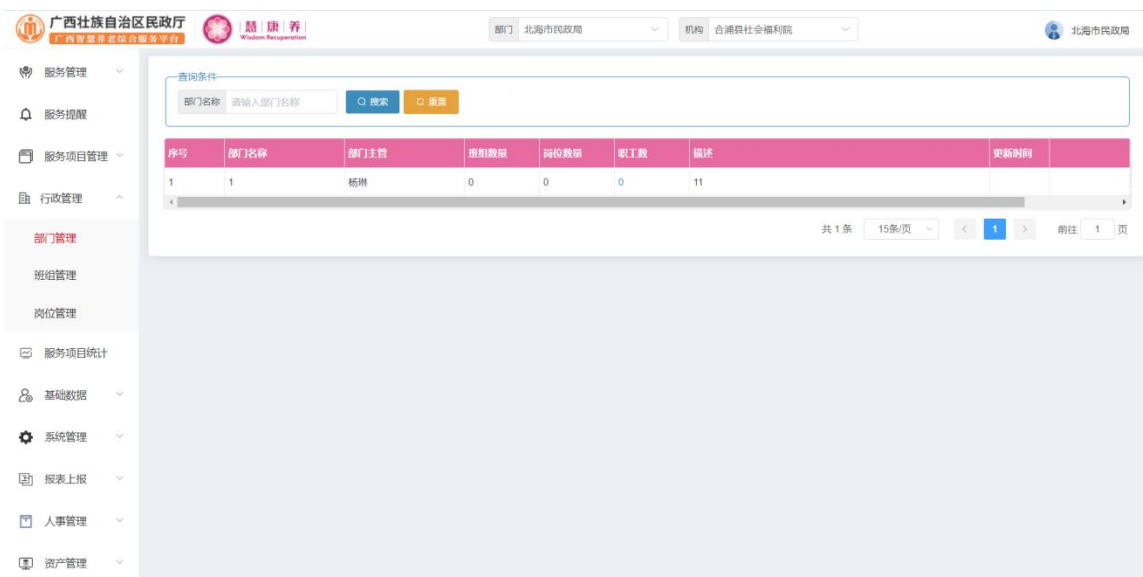 广西壮族自治区民政厅
广西智慧养老综合服务平台
慧康养
Wisdom Recuperation
部门 北海市民政局
机构 合浦县社会福利院
北海市民政局
服务管理
服务提醒
服务项目管理
行政管理
部门管理
班组管理
岗位管理
服务项目统计
基础数据
系统管理
报表上报
人事管理
资产管理
查询条件
部门名称 请输入部门名称 搜索 重置
序号 部门名称 部门主管 班组数量 岗位数量 职工数 描述 更新时间
1 1 杨琳 0 0 0 11
共 1 条 15条/页 1 前往 1 页